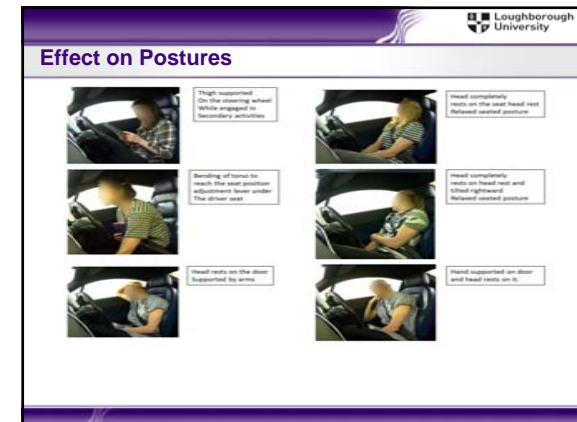 Loughborough
University
Effect on Postures
Thigh supported
On the steering wheel
While engaged in
Secondary activities
Head completely
rests on the seat head rest
Relaxed seated posture
Bending of torso to
reach the seat position
adjustment lever under
The driver seat
Head completely
rests on head rest and
tilted rightward
Relaxed seated posture
Head rests on the door
Supported by arms
Hand supported on door
and head rests on it.